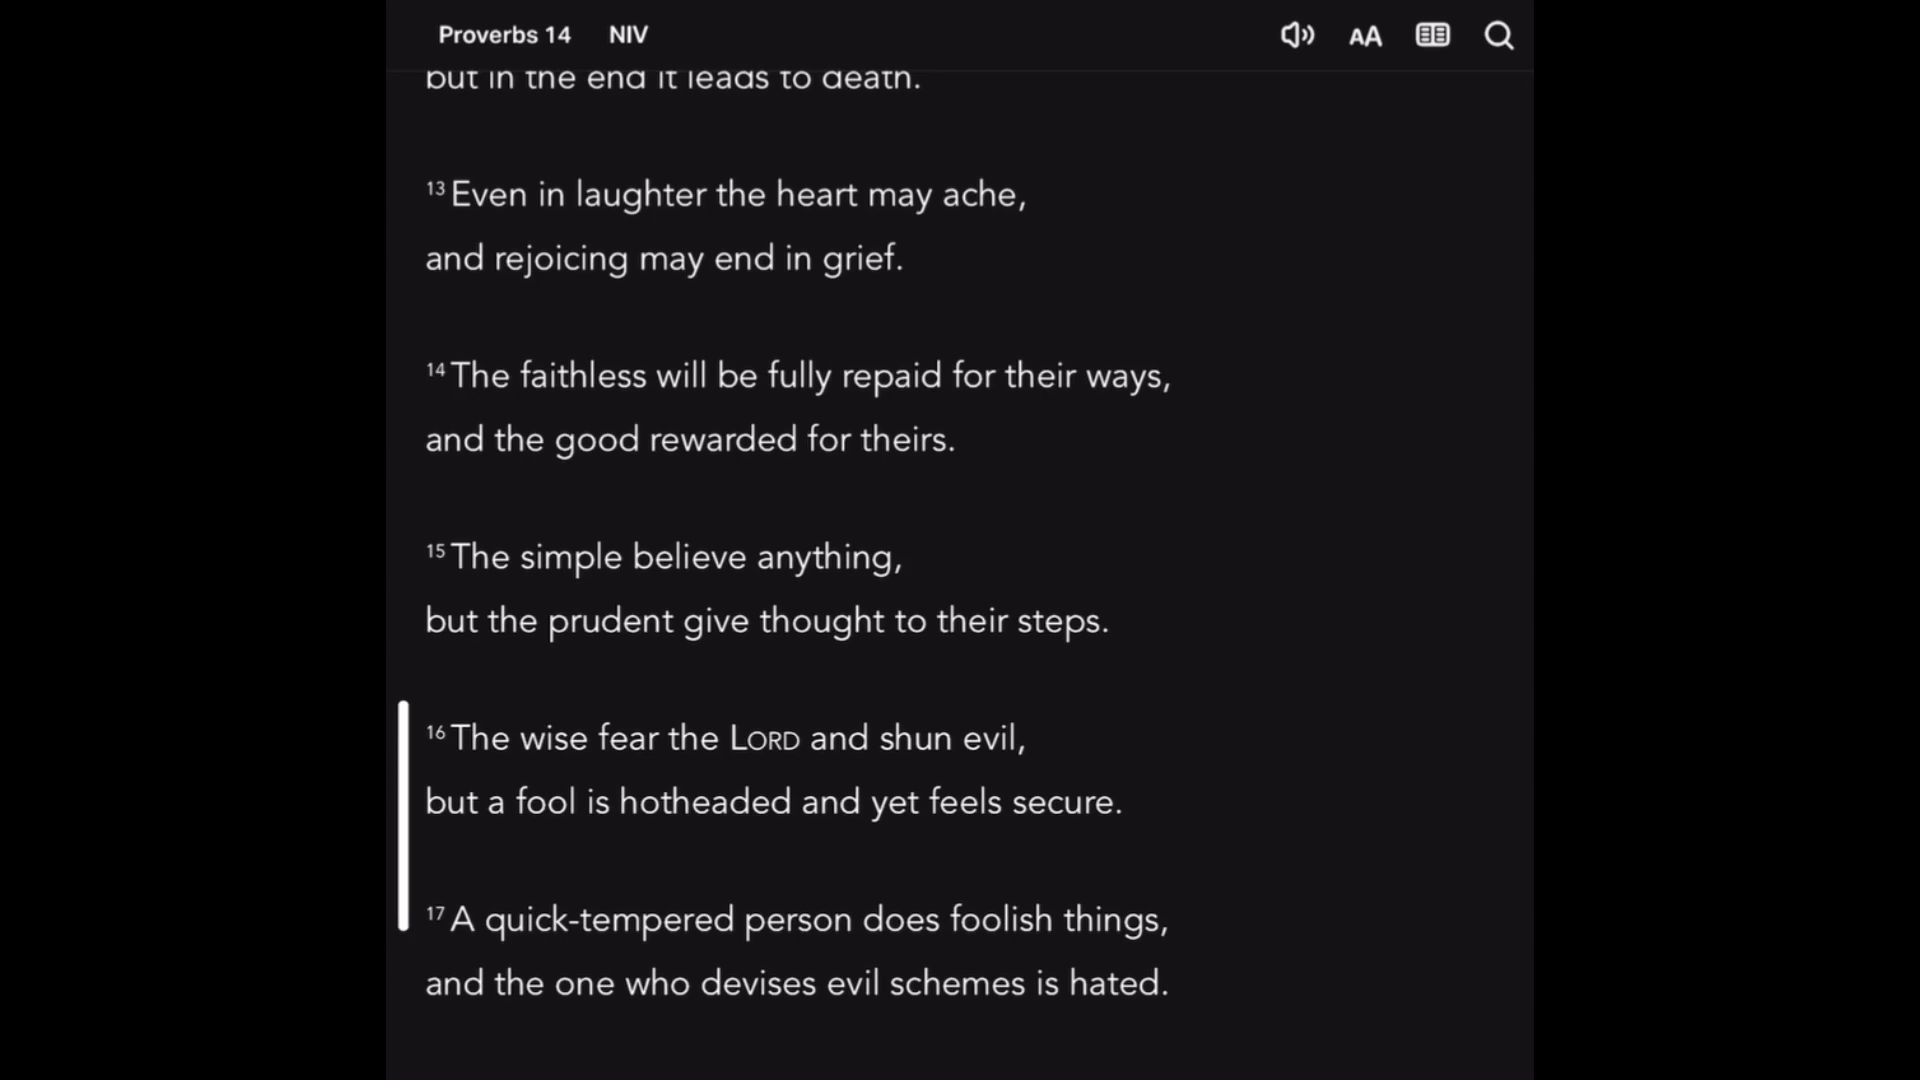 Proverbs 14 NIV
AA
but in the end it leads to death.
13 Even in laughter the heart may ache,
and rejoicing may end in grief.
14 The faithless will be fully repaid for their ways,
and the good rewarded for theirs.
15 The simple believe anything,
but the prudent give thought to their steps.
16 The wise fear the LORD and shun evil,
but a fool is hotheaded and yet feels secure.
17 A quick-tempered person does foolish things,
and the one who devises evil schemes is hated.